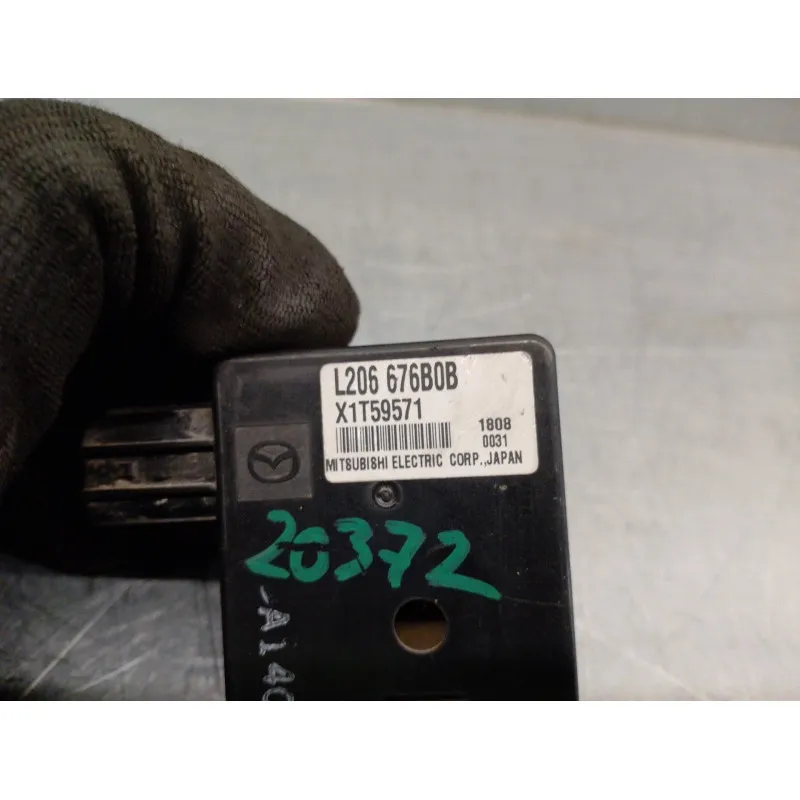 L206 676B0B
X1T59571
1808
0031
MITSUBISHI ELECTRIC CORP.,JAPAN
20372